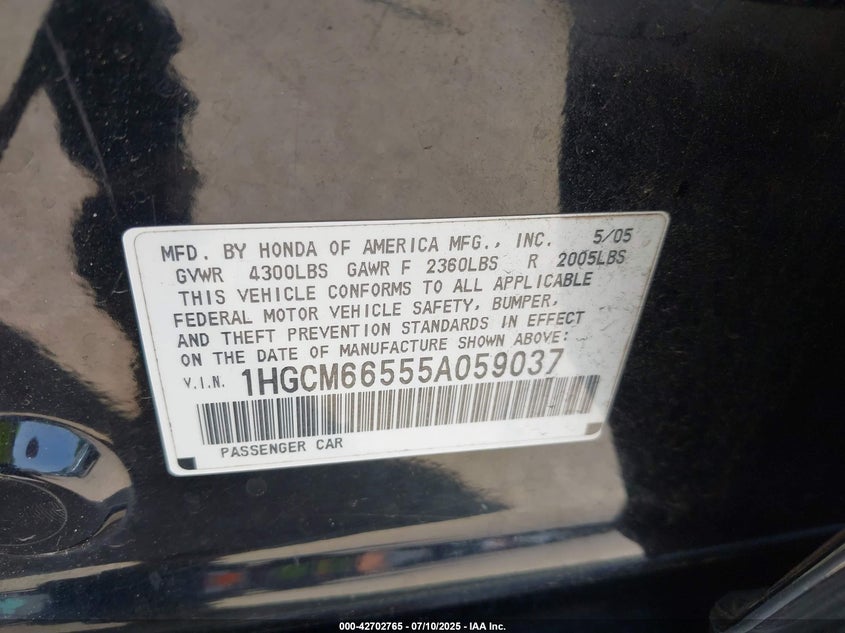 MFD. BY HONDA OF AMERICA MFG., INC. 5/05
GVWR 4300LBS GAWR F 2360LBS R 2005LBS
THIS VEHICLE CONFORMS TO ALL APPLICABLE
FEDERAL MOTOR VEHICLE SAFETY, BUMPER,
AND THEFT PREVENTION STANDARDS IN EFFECT
ON THE DATE OF MANUFACTURE SHOWN ABOVE:
V.I.N. 1HGCM66555A059037
PASSENGER CAR
000-42702765 - 07/10/2025 - IAA Inc.